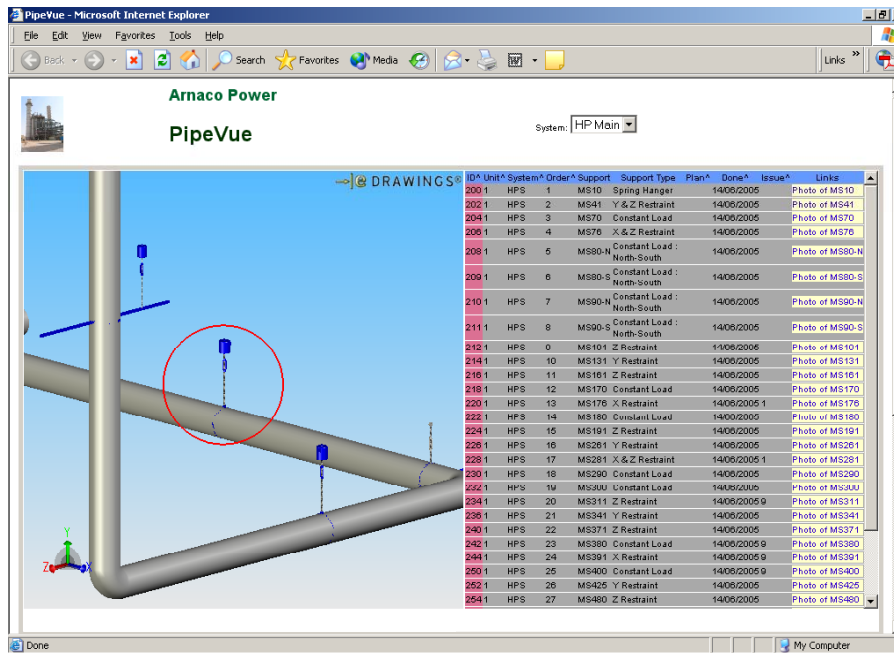 PipeVue - Microsoft Internet Explorer
File Edit View Favorites Tools Help
Back Search Favorites Media Links »
Arnaco Power
PipeVue
System: HP Main
@ DRAWINGS®
ID^ Unit^ System^ Order^ Support Support Type Plan^ Done^ Issue^ Links
200 1 HPS 1 MS10 Spring Hanger 14/06/2005 Photo of MS10
202 1 HPS 2 MS41 Y & Z Restraint 14/06/2005 Photo of MS41
204 1 HPS 3 MS70 Constant Load 14/06/2005 Photo of MS70
206 1 HPS 4 MS76 X & Z Restraint 14/06/2005 Photo of MS76
208 1 HPS 5 MS80-N Constant Load : North-South 14/06/2005 Photo of MS80-N
209 1 HPS 6 MS80-S Constant Load : North-South 14/06/2005 Photo of MS80-S
210 1 HPS 7 MS90-N Constant Load : North-South 14/06/2005 Photo of MS90-N
211 1 HPS 8 MS90-S Constant Load : North-South 14/06/2005 Photo of MS90-S
212 1 HPS 9 MS101 Z Restraint 14/06/2005 Photo of MS101
214 1 HPS 10 MS131 Y Restraint 14/06/2005 Photo of MS131
216 1 HPS 11 MS161 Z Restraint 14/06/2005 Photo of MS161
218 1 HPS 12 MS170 Constant Load 14/06/2005 Photo of MS170
220 1 HPS 13 MS176 X Restraint 14/06/2005 1 Photo of MS176
222 1 HPS 14 MS180 Constant Load 14/06/2005 Photo of MS180
224 1 HPS 15 MS191 Z Restraint 14/06/2005 Photo of MS191
226 1 HPS 16 MS261 Y Restraint 14/06/2005 Photo of MS261
228 1 HPS 17 MS281 X & Z Restraint 14/06/2005 1 Photo of MS281
230 1 HPS 18 MS290 Constant Load 14/06/2005 Photo of MS290
232 1 HPS 19 MS300 Constant Load 14/06/2005 Photo of MS300
234 1 HPS 20 MS311 Z Restraint 14/06/2005 9 Photo of MS311
236 1 HPS 21 MS341 Y Restraint 14/06/2005 Photo of MS341
240 1 HPS 22 MS371 Z Restraint 14/06/2005 Photo of MS371
242 1 HPS 23 MS380 Constant Load 14/06/2005 9 Photo of MS380
244 1 HPS 24 MS391 X Restraint 14/06/2005 9 Photo of MS391
250 1 HPS 25 MS400 Constant Load 14/06/2005 9 Photo of MS400
252 1 HPS 26 MS425 Y Restraint 14/06/2005 Photo of MS425
254 1 HPS 27 MS480 Z Restraint 14/06/2005 Photo of MS480
Y
Z X
Done My Computer